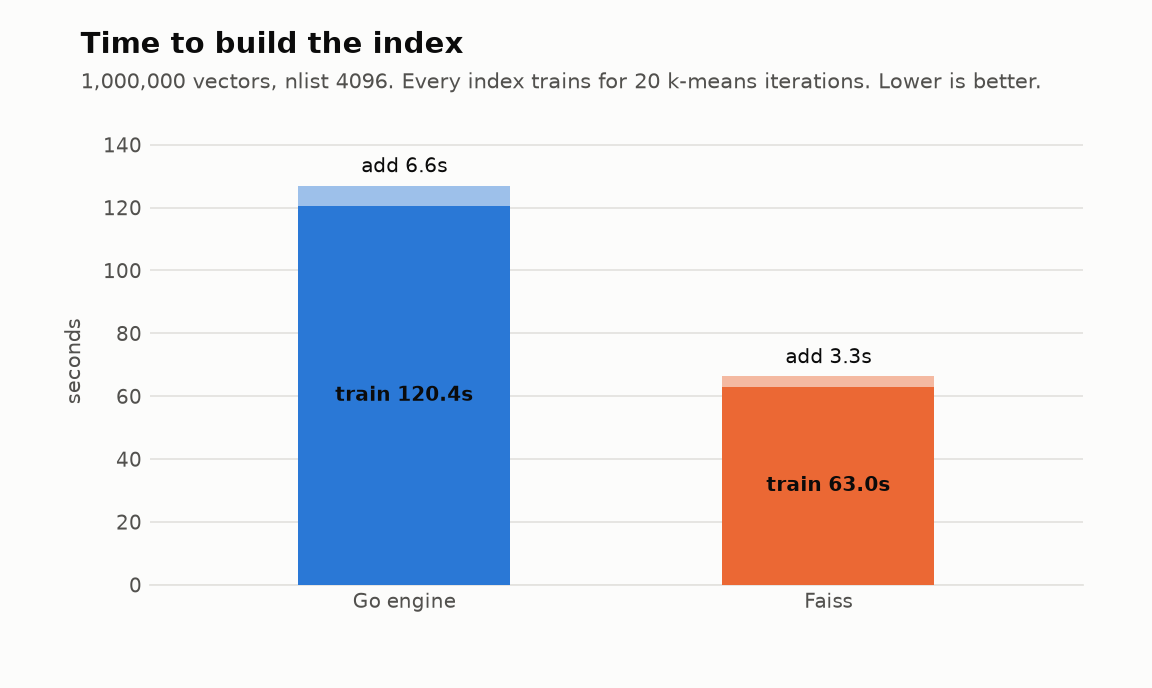 Time to build the index
1,000,000 vectors, nlist 4096. Every index trains for 20 k-means iterations. Lower is better.
140
120
100
80
60
40
20
0
seconds
add 6.6s
train 120.4s
add 3.3s
train 63.0s
Go engine
Faiss